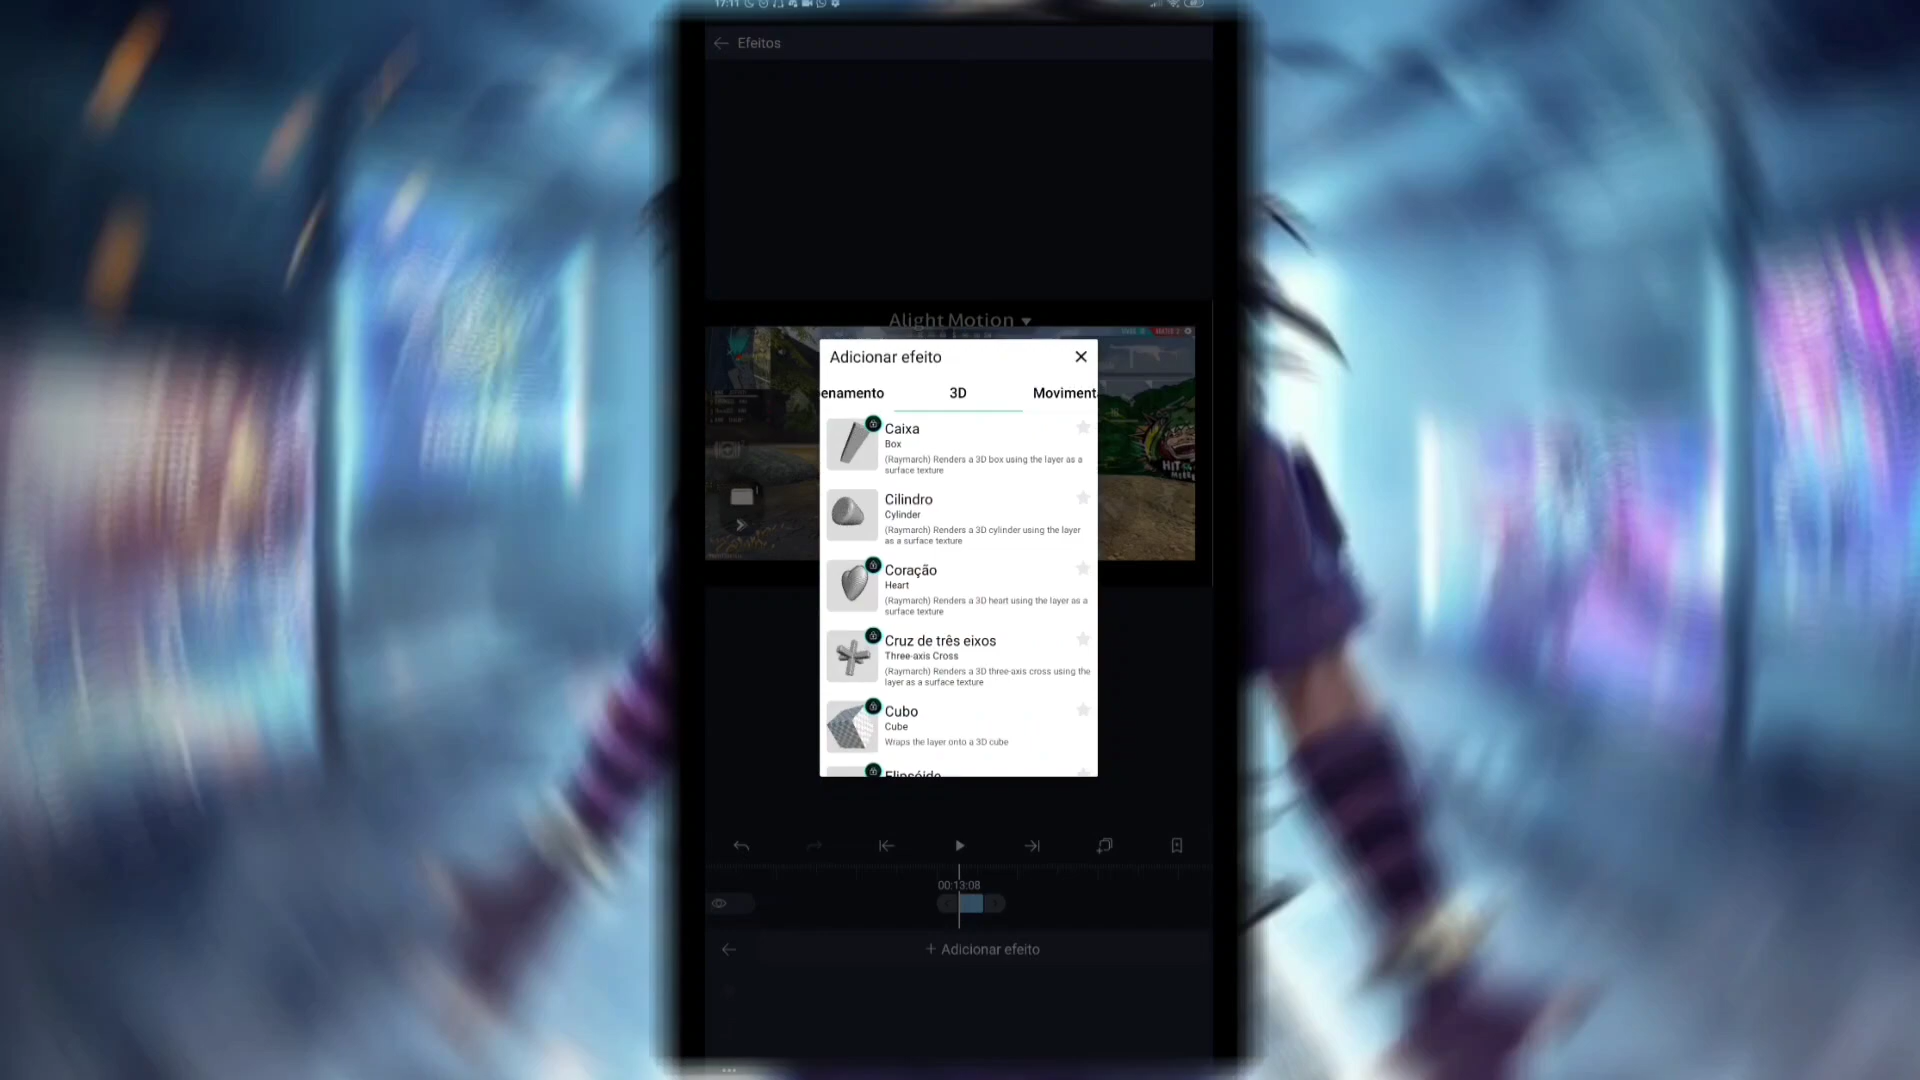 17:11
Efeitos
Alight Motion
Adicionar efeito
enamento
3D
Moviment
Caixa
Box
(Raymarch) Renders a 3D box using the layer as a
surface texture
Cilindro
Cylinder
(Raymarch) Renders a 3D cylinder using the layer
as a surface texture
Coração
Heart
(Raymarch) Renders a 3D heart using the layer as a
surface texture
Cruz de três eixos
Three-axis Cross
(Raymarch) Renders a 3D three-axis cross using the
layer as a surface texture
Cubo
Cube
Wraps the layer onto a 3D cube
Elipsóide
HIT
00:13:08
+ Adicionar efeito